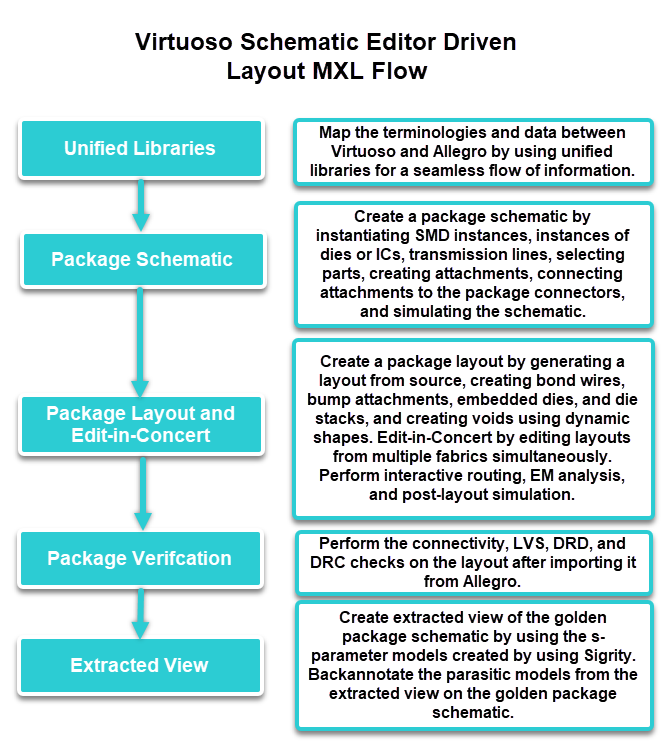 Virtuoso Schematic Editor Driven
Layout MXL Flow
Unified Libraries
Map the terminologies and data between
Virtuoso and Allegro by using unified
libraries for a seamless flow of information.
Package Schematic
Create a package schematic by
instantiating SMD instances, instances of
dies or ICs, transmission lines, selecting
parts, creating attachments, connecting
attachments to the package connectors,
and simulating the schematic.
Package Layout and
Edit-in-Concert
Create a package layout by generating a
layout from source, creating bond wires,
bump attachments, embedded dies, and die
stacks, and creating voids using dynamic
shapes. Edit-in-Concert by editing layouts
from multiple fabrics simultaneously.
Perform interactive routing, EM analysis,
and post-layout simulation.
Package Verifcation
Perform the connectivity, LVS, DRD, and
DRC checks on the layout after importing it
from Allegro.
Extracted View
Create extracted view of the golden
package schematic by using the s-
parameter models created by using Sigrity.
Backannotate the parasitic models from the
extracted view on the golden package
schematic.